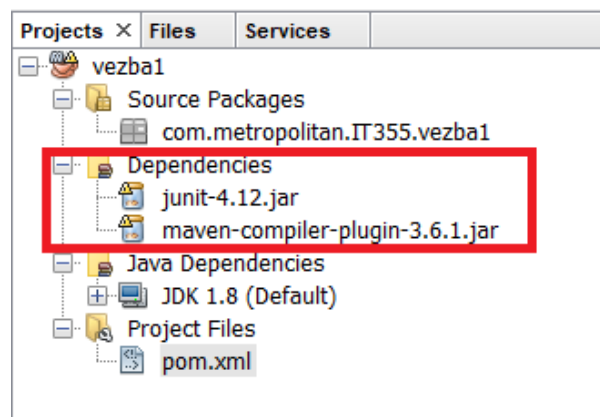 Projects × Files Services
vezba1
Source Packages
com.metropolitan.IT355.vezba1
Dependencies
junit-4.12.jar
maven-compiler-plugin-3.6.1.jar
Java Dependencies
JDK 1.8 (Default)
Project Files
pom.xml